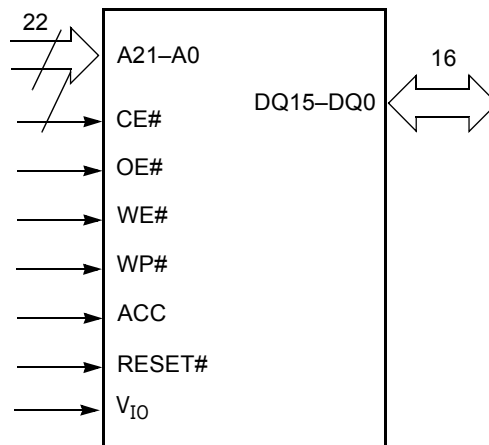 22
A21–A0
16
DQ15–DQ0
CE#
OE#
WE#
WP#
ACC
RESET#
VIO